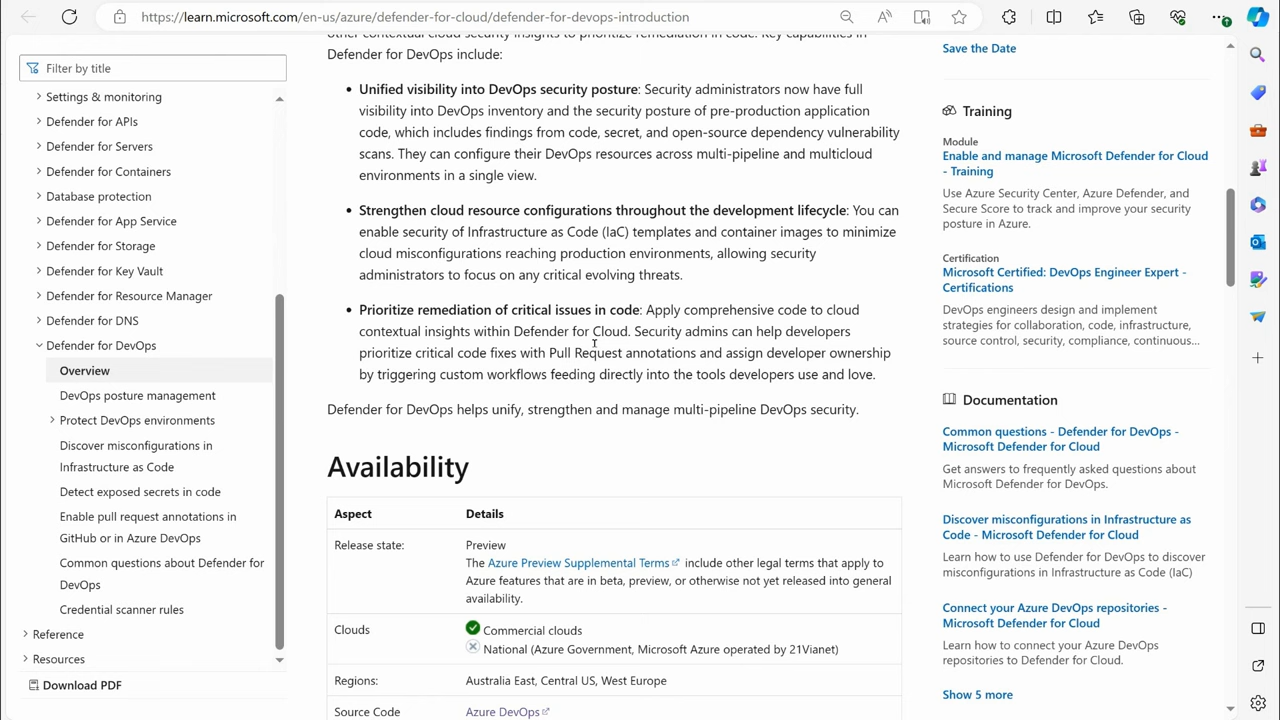 https://learn.microsoft.com/en-us/azure/defender-for-cloud/defender-for-devops-introduction
Filter by title
Settings & monitoring
Defender for APIs
Defender for Servers
Defender for Containers
Database protection
Defender for App Service
Defender for Storage
Defender for Key Vault
Defender for Resource Manager
Defender for DNS
Defender for DevOps
Overview
DevOps posture management
Protect DevOps environments
Discover misconfigurations in
Infrastructure as Code
Detect exposed secrets in code
Enable pull request annotations in
GitHub or in Azure DevOps
Common questions about Defender for
DevOps
Credential scanner rules
Reference
Resources
Download PDF
other contextual cloud security insights to prioritize remediation in code. Key capabilities in
Defender for DevOps include:
Unified visibility into DevOps security posture: Security administrators now have full
visibility into DevOps inventory and the security posture of pre-production application
code, which includes findings from code, secret, and open-source dependency vulnerability
scans. They can configure their DevOps resources across multi-pipeline and multicloud
environments in a single view.
Strengthen cloud resource configurations throughout the development lifecycle: You can
enable security of Infrastructure as Code (IaC) templates and container images to minimize
cloud misconfigurations reaching production environments, allowing security
administrators to focus on any critical evolving threats.
Prioritize remediation of critical issues in code: Apply comprehensive code to cloud
contextual insights within Defender for Cloud. Security admins can help developers
prioritize critical code fixes with Pull Request annotations and assign developer ownership
by triggering custom workflows feeding directly into the tools developers use and love.
Defender for DevOps helps unify, strengthen and manage multi-pipeline DevOps security.
Availability
Aspect Details
Release state: Preview
The Azure Preview Supplemental Terms include other legal terms that apply to
Azure features that are in beta, preview, or otherwise not yet released into general
availability.
Clouds Commercial clouds
National (Azure Government, Microsoft Azure operated by 21Vianet)
Regions: Australia East, Central US, West Europe
Source Code Azure DevOps
Save the Date
Training
Module
Enable and manage Microsoft Defender for Cloud
- Training
Use Azure Security Center, Azure Defender, and
Secure Score to track and improve your security
posture in Azure.
Certification
Microsoft Certified: DevOps Engineer Expert -
Certifications
DevOps engineers design and implement
strategies for collaboration, code, infrastructure,
source control, security, compliance, continuous...
Documentation
Common questions - Defender for DevOps -
Microsoft Defender for Cloud
Get answers to frequently asked questions about
Microsoft Defender for DevOps.
Discover misconfigurations in Infrastructure as
Code - Microsoft Defender for Cloud
Learn how to use Defender for DevOps to discover
misconfigurations in Infrastructure as Code (IaC)
Connect your Azure DevOps repositories -
Microsoft Defender for Cloud
Learn how to connect your Azure DevOps
repositories to Defender for Cloud.
Show 5 more